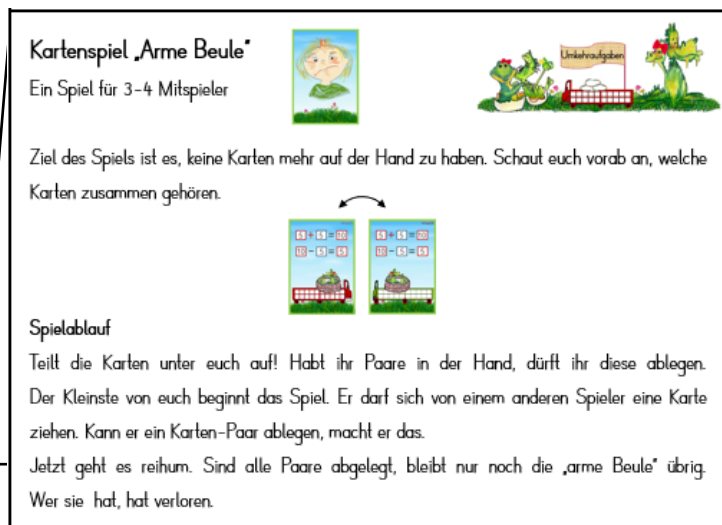 Kartenspiel „Arme Beule"
Ein Spiel für 3-4 Mitspieler
Umkehraufgaben
Ziel des Spiels ist es, keine Karten mehr auf der Hand zu haben. Schaut euch vorab an, welche
Karten zusammen gehören.
5 + 5 = 10 5 + 5 = 10
10 - 5 = 5 10 - 5 = 5
Spielablauf
Teilt die Karten unter euch auf! Habt ihr Paare in der Hand, dürft ihr diese ablegen.
Der Kleinste von euch beginnt das Spiel. Er darf sich von einem anderen Spieler eine Karte
ziehen. Kann er ein Karten-Paar ablegen, macht er das.
Jetzt geht es reihum. Sind alle Paare abgelegt, bleibt nur noch die „arme Beule" übrig.
Wer sie hat, hat verloren.